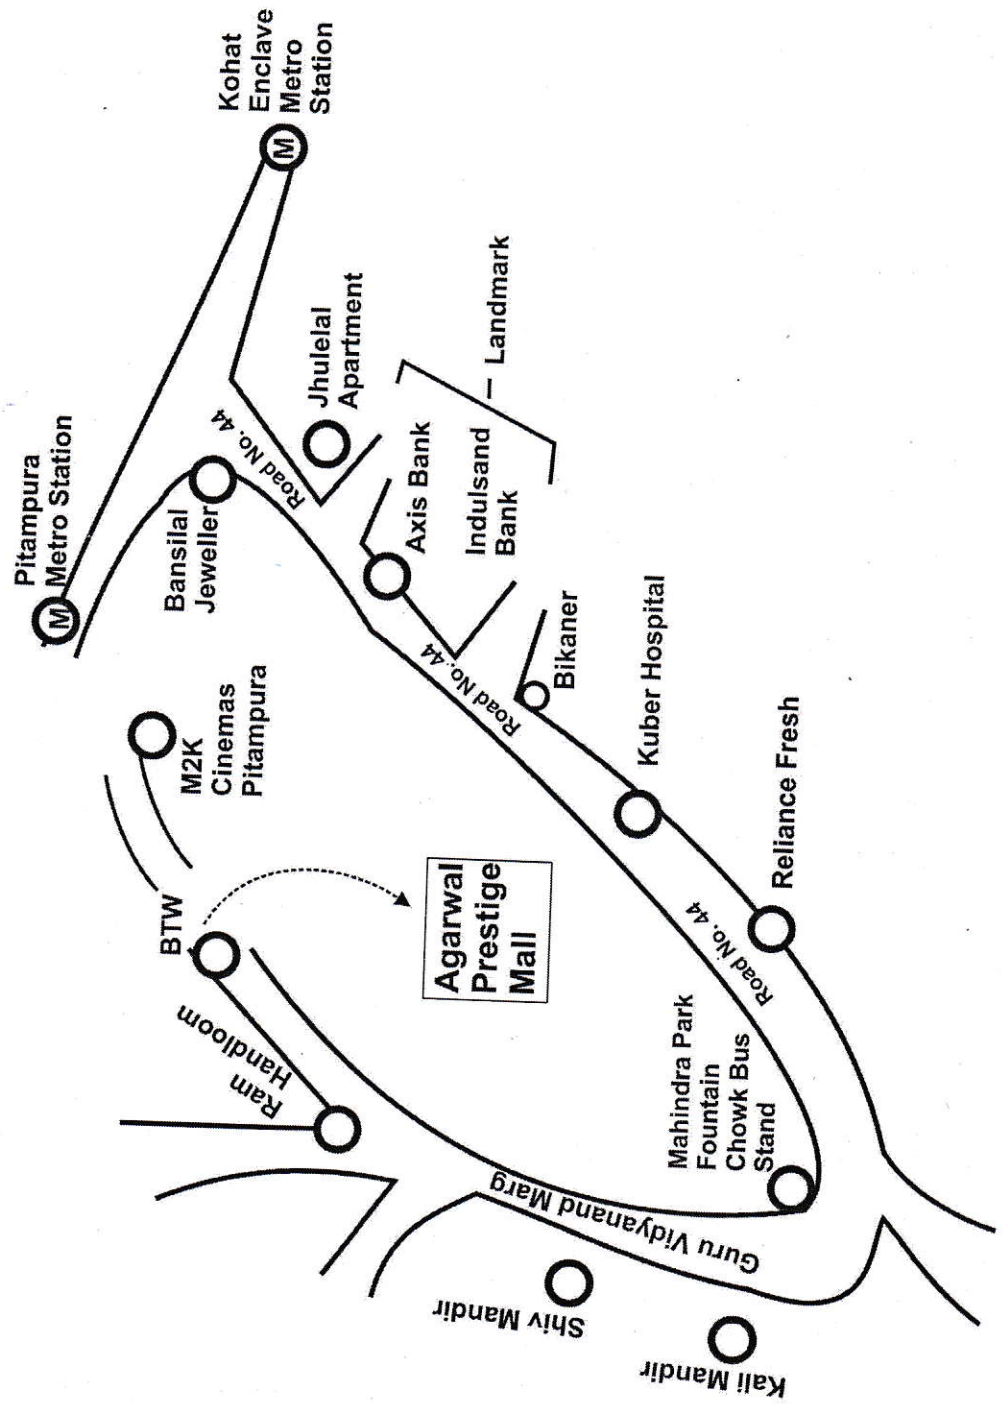 Kohat
Enclave
Metro
Station
M
Pitampura
Metro Station
M
Jhulelal
Apartment
Landmark
Road No. 44
Bansilal
Jeweller
Axis Bank
Indulsand
Bank
M2K
Cinemas
Pitampura
Road No. 44
Bikaner
Kuber Hospital
Reliance Fresh
BTW
Agarwal
Prestige
Mall
Road No. 44
Ram
Handloom
Mahindra Park
Fountain
Chowk Bus
Stand
Guru Vidyanand Marg
Shiv Mandir
Kali Mandir